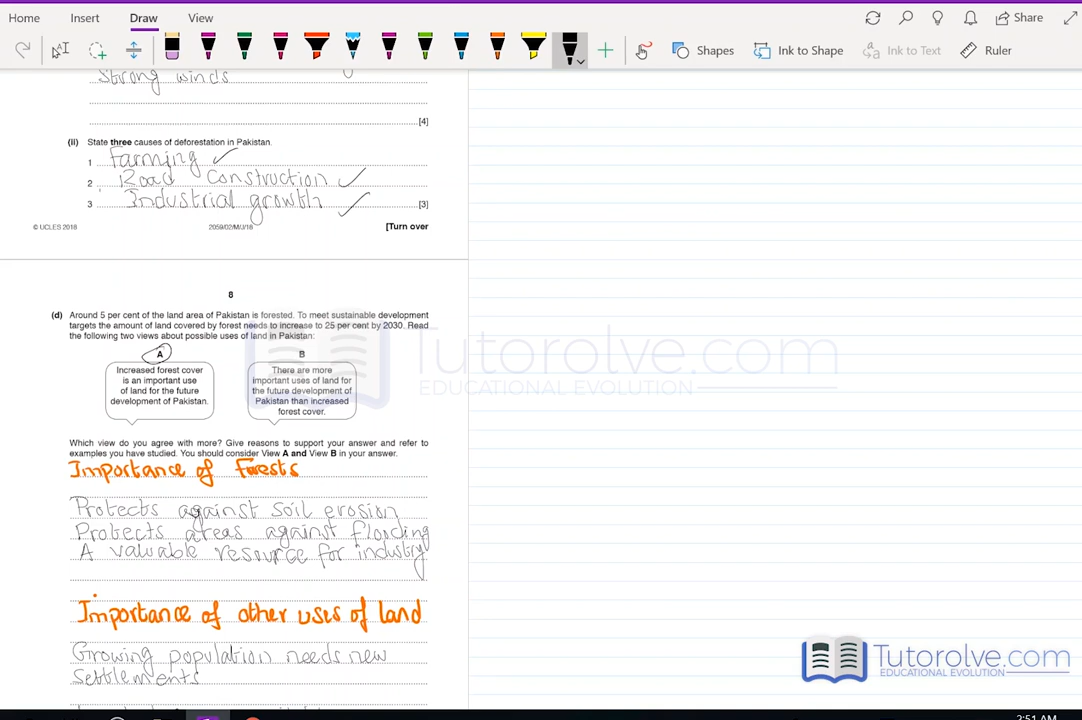 Home Insert Draw View Share
Shapes Ink to Shape Ink to Text Ruler
Strong winds
[4]
(ii) State three causes of deforestation in Pakistan.
1 Farming
2 Road Construction
3 Industrial growth [3]
© UCLES 2018 2059/02/M/J/18 [Turn over
8
(d) Around 5 per cent of the land area of Pakistan is forested. To meet sustainable development
targets the amount of land covered by forest needs to increase to 25 per cent by 2030. Read
the following two views about possible uses of land in Pakistan:
A
Increased forest cover
is an important use
of land for the future
development of Pakistan.
B
There are more
important uses of land for
the future development of
Pakistan than increased
forest cover.
Which view do you agree with more? Give reasons to support your answer and refer to
examples you have studied. You should consider View A and View B in your answer.
Importance of Forests
Protects against soil erosion
Protects areas against flooding
A valuable resource for industry
Importance of other uses of land
Growing population needs new
settlements
Tutorolve.com
EDUCATIONAL EVOLUTION
Tutorolve.com
EDUCATIONAL EVOLUTION
2:51 AM